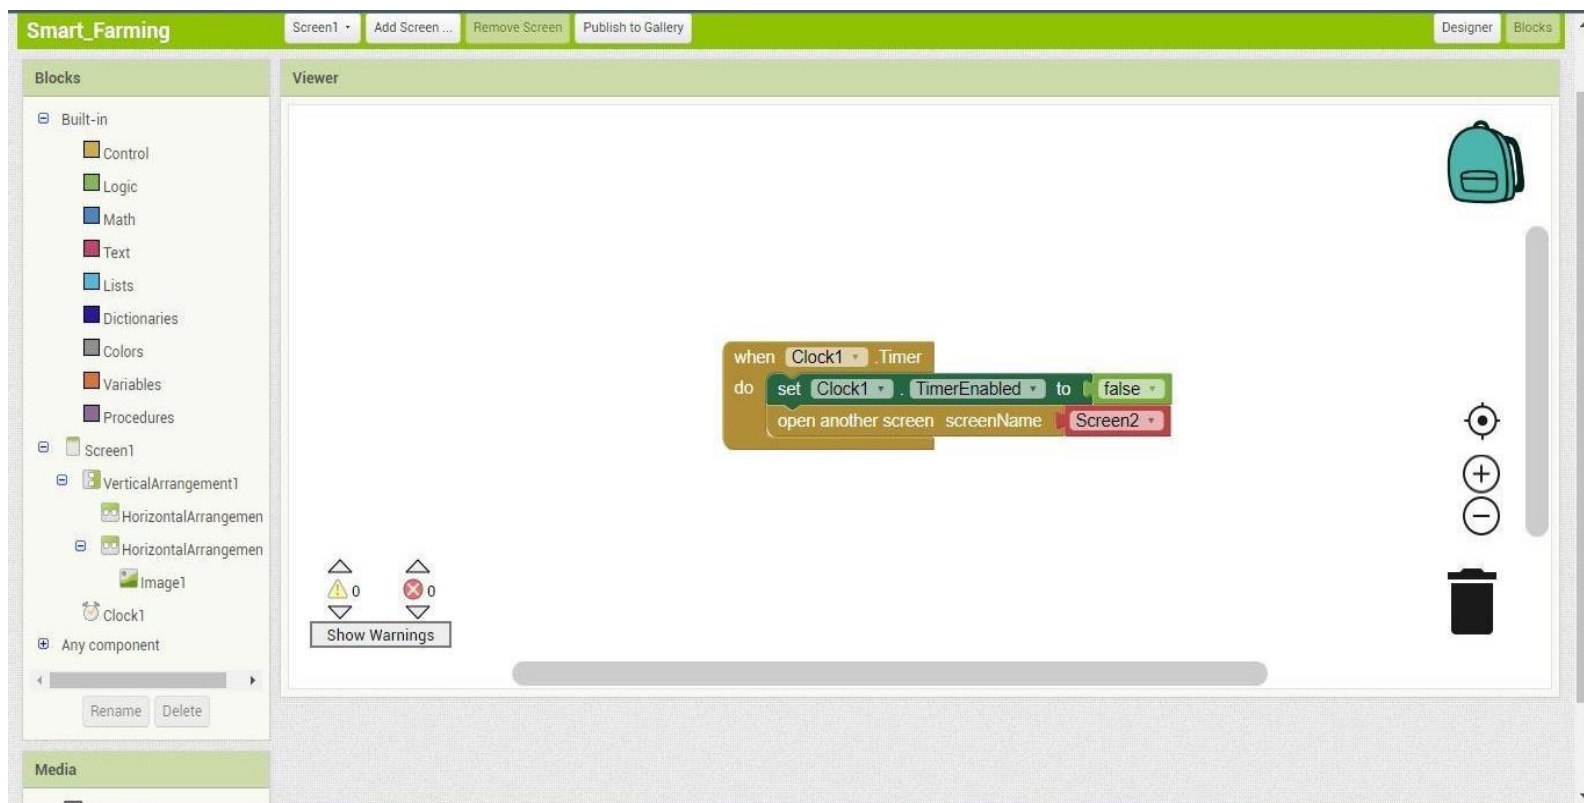 Smart_Farming
Screen1
Add Screen ...
Remove Screen
Publish to Gallery
Designer
Blocks
Blocks
Built-in
Control
Logic
Math
Text
Lists
Dictionaries
Colors
Variables
Procedures
Screen1
VerticalArrangement1
HorizontalArrangemen
HorizontalArrangemen
Image1
Clock1
Any component
Rename
Delete
Media
Viewer
when Clock1 .Timer
do set Clock1 . TimerEnabled to false
open another screen screenName Screen2
0
0
Show Warnings